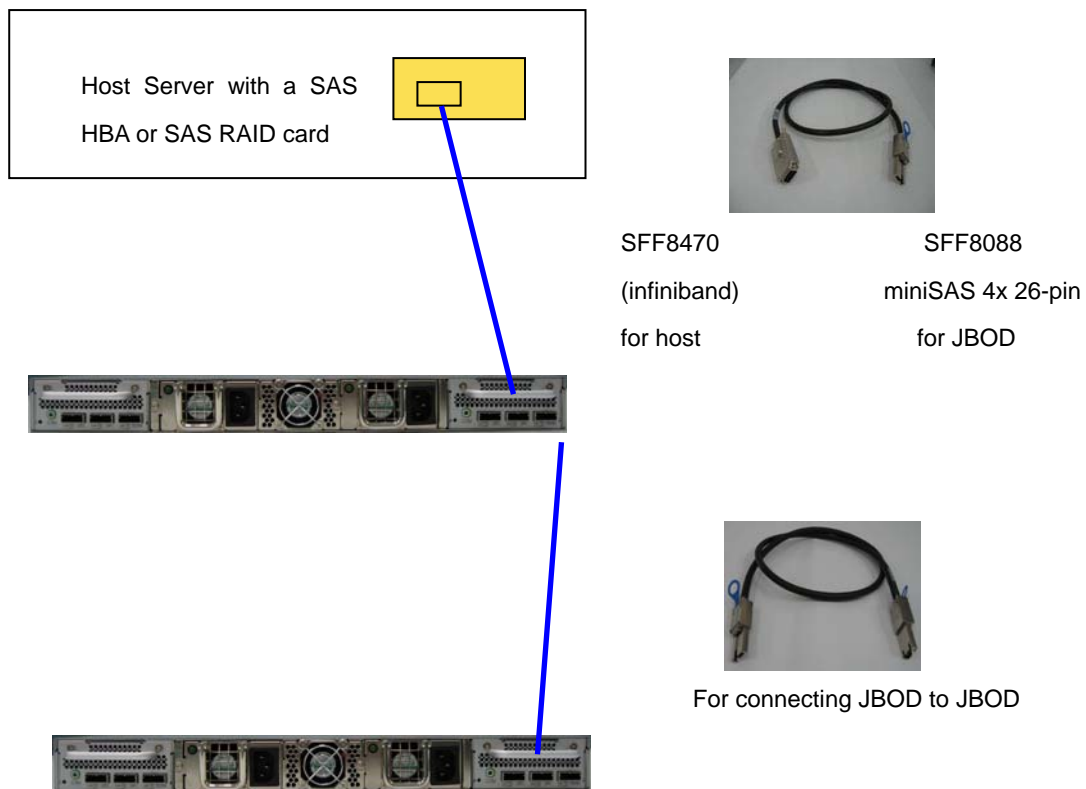 Host Server with a SAS
HBA or SAS RAID card
SFF8470 SFF8088
(infiniband) miniSAS 4x 26-pin
for host for JBOD
For connecting JBOD to JBOD